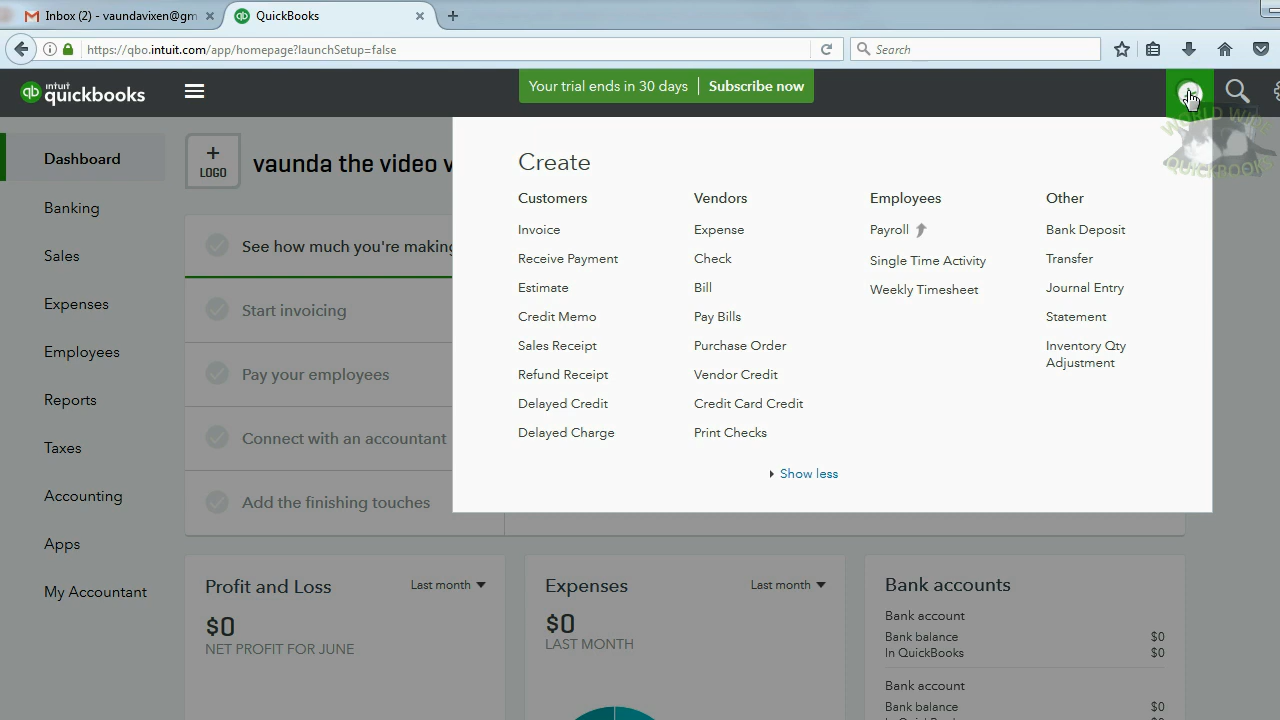 Inbox (2) - vaundavixen@gm
QuickBooks
https://qbo.intuit.com/app/homepage?launchSetup=false
Search
intuit
quickbooks
Your trial ends in 30 days
Subscribe now
WORLD WIDE
QUICKBOOKS
Dashboard
Banking
Sales
Expenses
Employees
Reports
Taxes
Accounting
Apps
My Accountant
LOGO
vaunda the video v
See how much you're making
Start invoicing
Pay your employees
Connect with an accountant
Add the finishing touches
Create
Customers
Invoice
Receive Payment
Estimate
Credit Memo
Sales Receipt
Refund Receipt
Delayed Credit
Delayed Charge
Vendors
Expense
Check
Bill
Pay Bills
Purchase Order
Vendor Credit
Credit Card Credit
Print Checks
Employees
Payroll
Single Time Activity
Weekly Timesheet
Other
Bank Deposit
Transfer
Journal Entry
Statement
Inventory Qty
Adjustment
Show less
Profit and Loss
Last month
$0
NET PROFIT FOR JUNE
Expenses
Last month
$0
LAST MONTH
Bank accounts
Bank account
Bank balance $0
In QuickBooks $0
Bank account
Bank balance $0